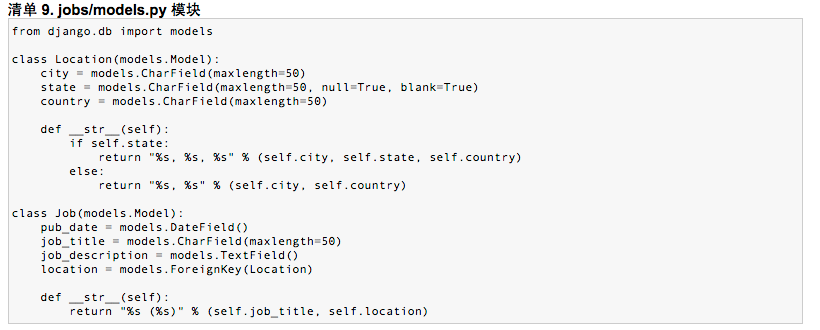 清单 9. jobs/models.py 模块
from django.db import models

class Location(models.Model):
    city = models.CharField(maxlength=50)
    state = models.CharField(maxlength=50, null=True, blank=True)
    country = models.CharField(maxlength=50)

    def __str__(self):
        if self.state:
            return "%s, %s, %s" % (self.city, self.state, self.country)
        else:
            return "%s, %s" % (self.city, self.country)

class Job(models.Model):
    pub_date = models.DateField()
    job_title = models.CharField(maxlength=50)
    job_description = models.TextField()
    location = models.ForeignKey(Location)

    def __str__(self):
        return "%s (%s)" % (self.job_title, self.location)